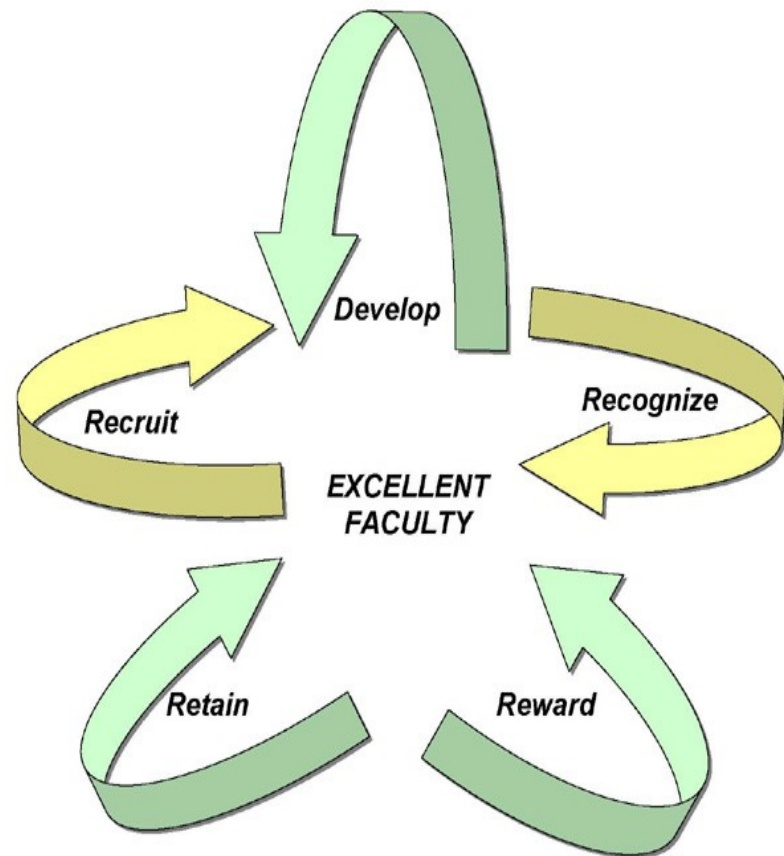 Develop
Recruit
Recognize
EXCELLENT
FACULTY
Retain
Reward